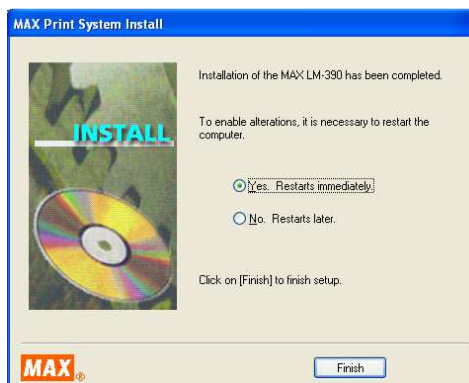 MAX Print System Install
INSTALL
Installation of the MAX LM-390 has been completed.
To enable alterations, it is necessary to restart the
computer.
Yes. Restarts immediately.
No. Restarts later.
Click on [Finish] to finish setup.
MAX®
Finish